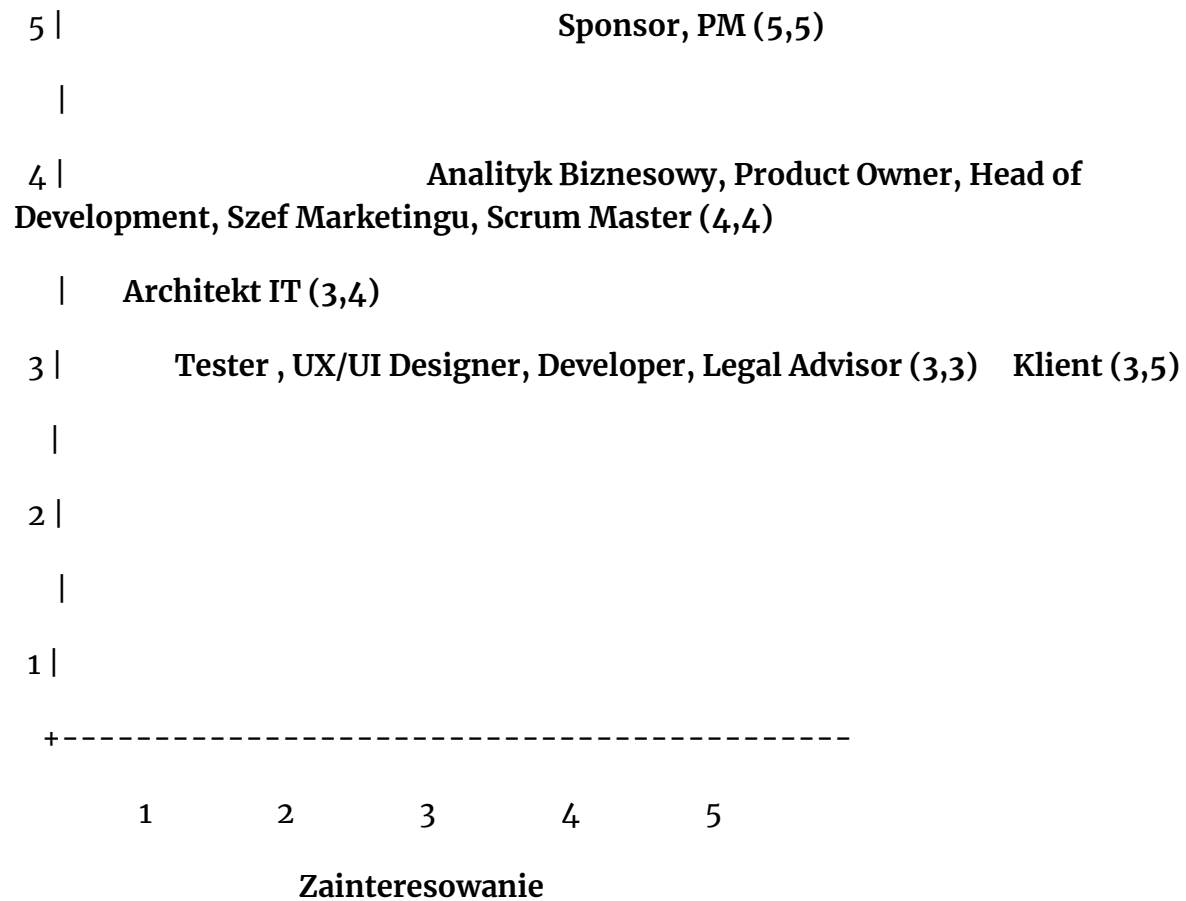 5 | Sponsor, PM (5,5)
|
4 | Analityk Biznesowy, Product Owner, Head of
Development, Szef Marketingu, Scrum Master (4,4)
| Architekt IT (3,4)
3 | Tester , UX/UI Designer, Developer, Legal Advisor (3,3) Klient (3,5)
|
2 |
|
1 |
+-------------------------------------------
1 2 3 4 5
Zainteresowanie